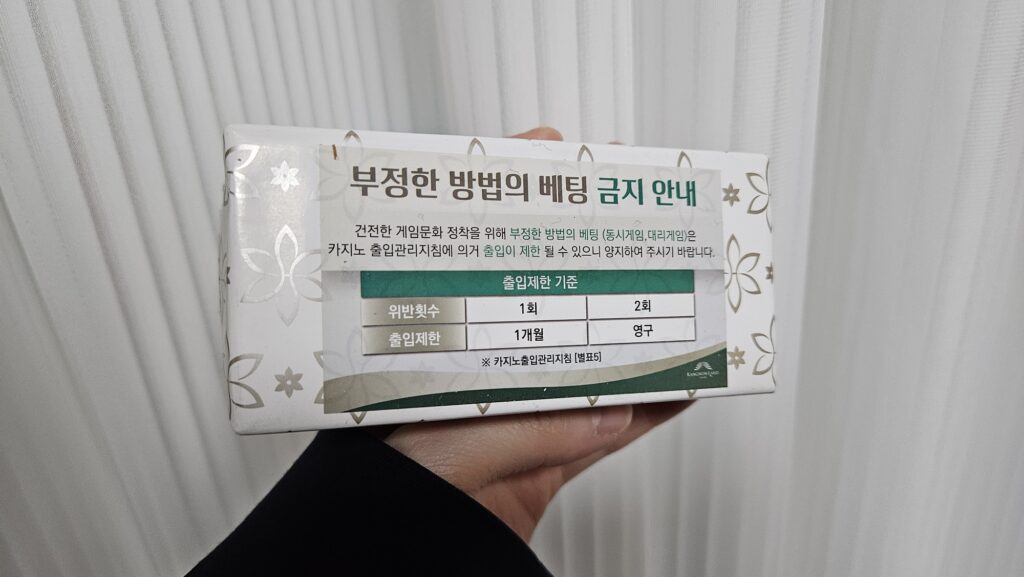 부정한 방법의 베팅 금지 안내
건전한 게임문화 정착을 위해 부정한 방법의 베팅 (동시게임,대리게임)은
카지노 출입관리지침에 의거 출입이 제한 될 수 있으니 양지하여 주시기 바랍니다.
출입제한 기준
위반횟수 1회 2회
출입제한 1개월 영구
※ 카지노출입관리지침 [별표5]
KANGWON LAND